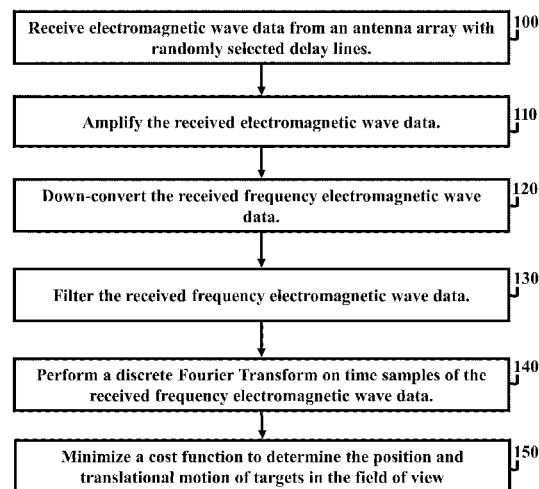 Receive electromagnetic wave data from an antenna array with
randomly selected delay lines.
100
Amplify the received electromagnetic wave data.
110
Down-convert the received frequency electromagnetic wave
data.
120
Filter the received frequency electromagnetic wave data.
130
Perform a discrete Fourier Transform on time samples of the
received frequency electromagnetic wave data.
140
Minimize a cost function to determine the position and
translational motion of targets in the field of view
150